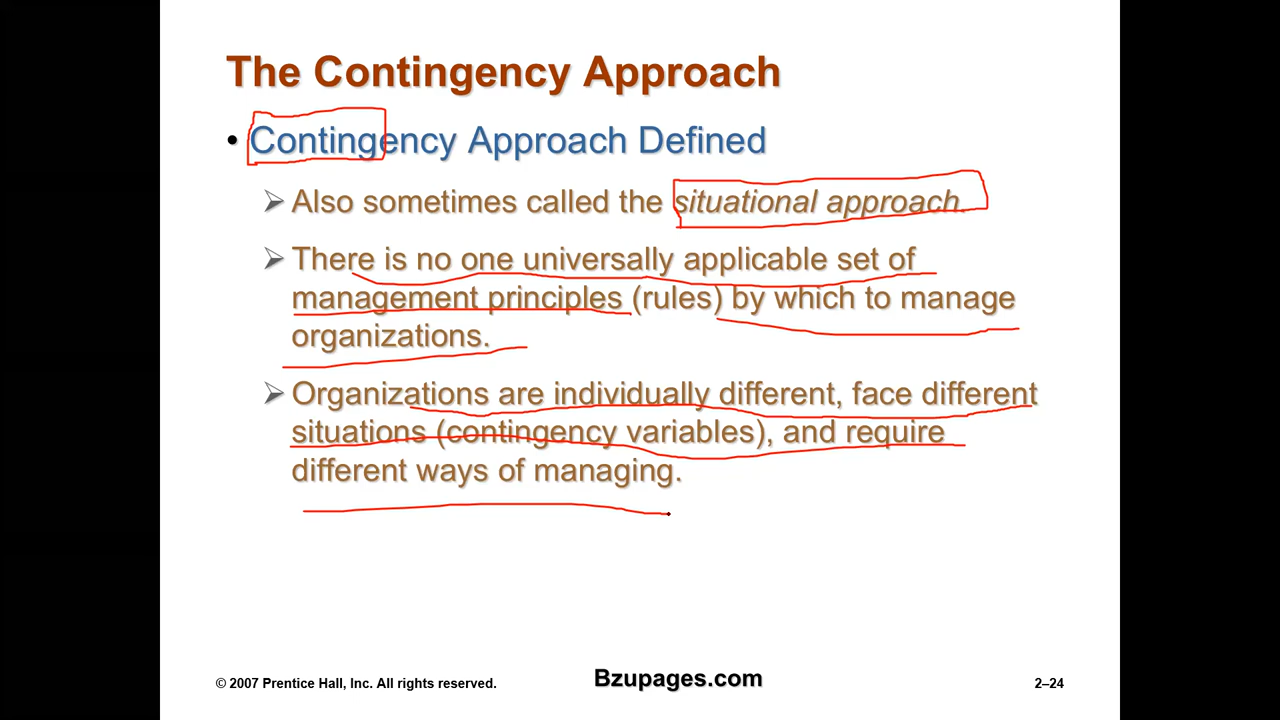 The Contingency Approach
• Contingency Approach Defined
➢ Also sometimes called the situational approach.
➢ There is no one universally applicable set of
management principles (rules) by which to manage
organizations.
➢ Organizations are individually different, face different
situations (contingency variables), and require
different ways of managing.
© 2007 Prentice Hall, Inc. All rights reserved.
Bzupages.com
2–24